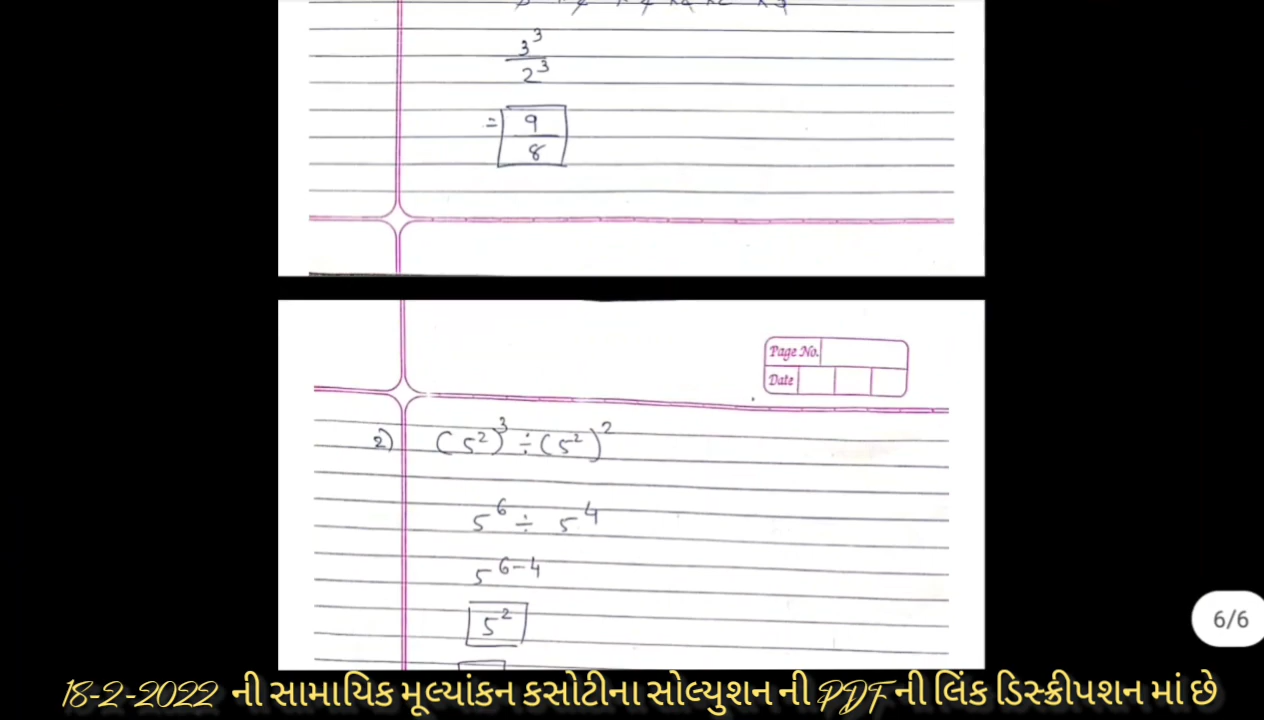 3³
2³
= 9
8
Page No.
Date
2) (5²)³ ÷ (5²)²
5⁶ ÷ 5⁴
5⁶⁻⁴
5²
6/6
18-2-2022 ની સામાયિક મૂલ્યાંકન કસોટીના સોલ્યુશન ની PDF ની લિંક ડિસ્ક્રીપશન માં છે